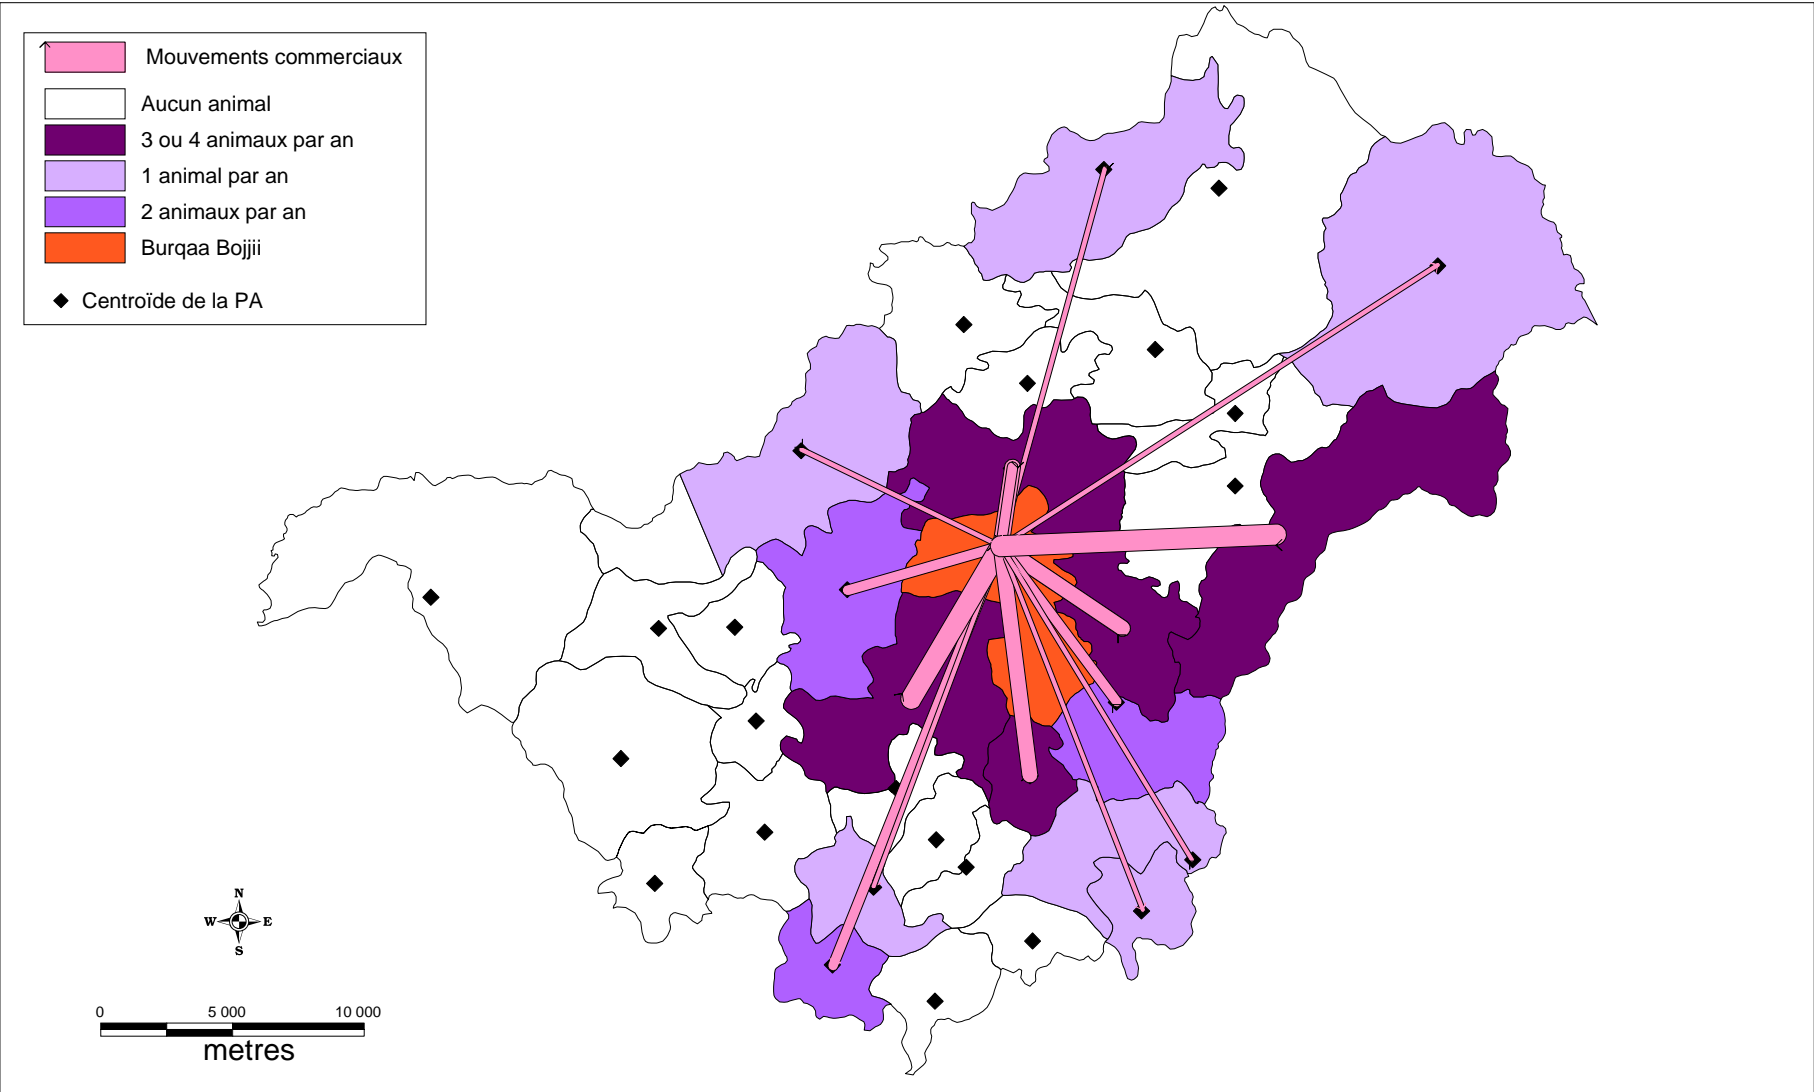 Mouvements commerciaux
Aucun animal
3 ou 4 animaux par an
1 animal par an
2 animaux par an
Burqaa Bojjii
Centroïde de la PA
N
W E
S
0 5 000 10 000
metres